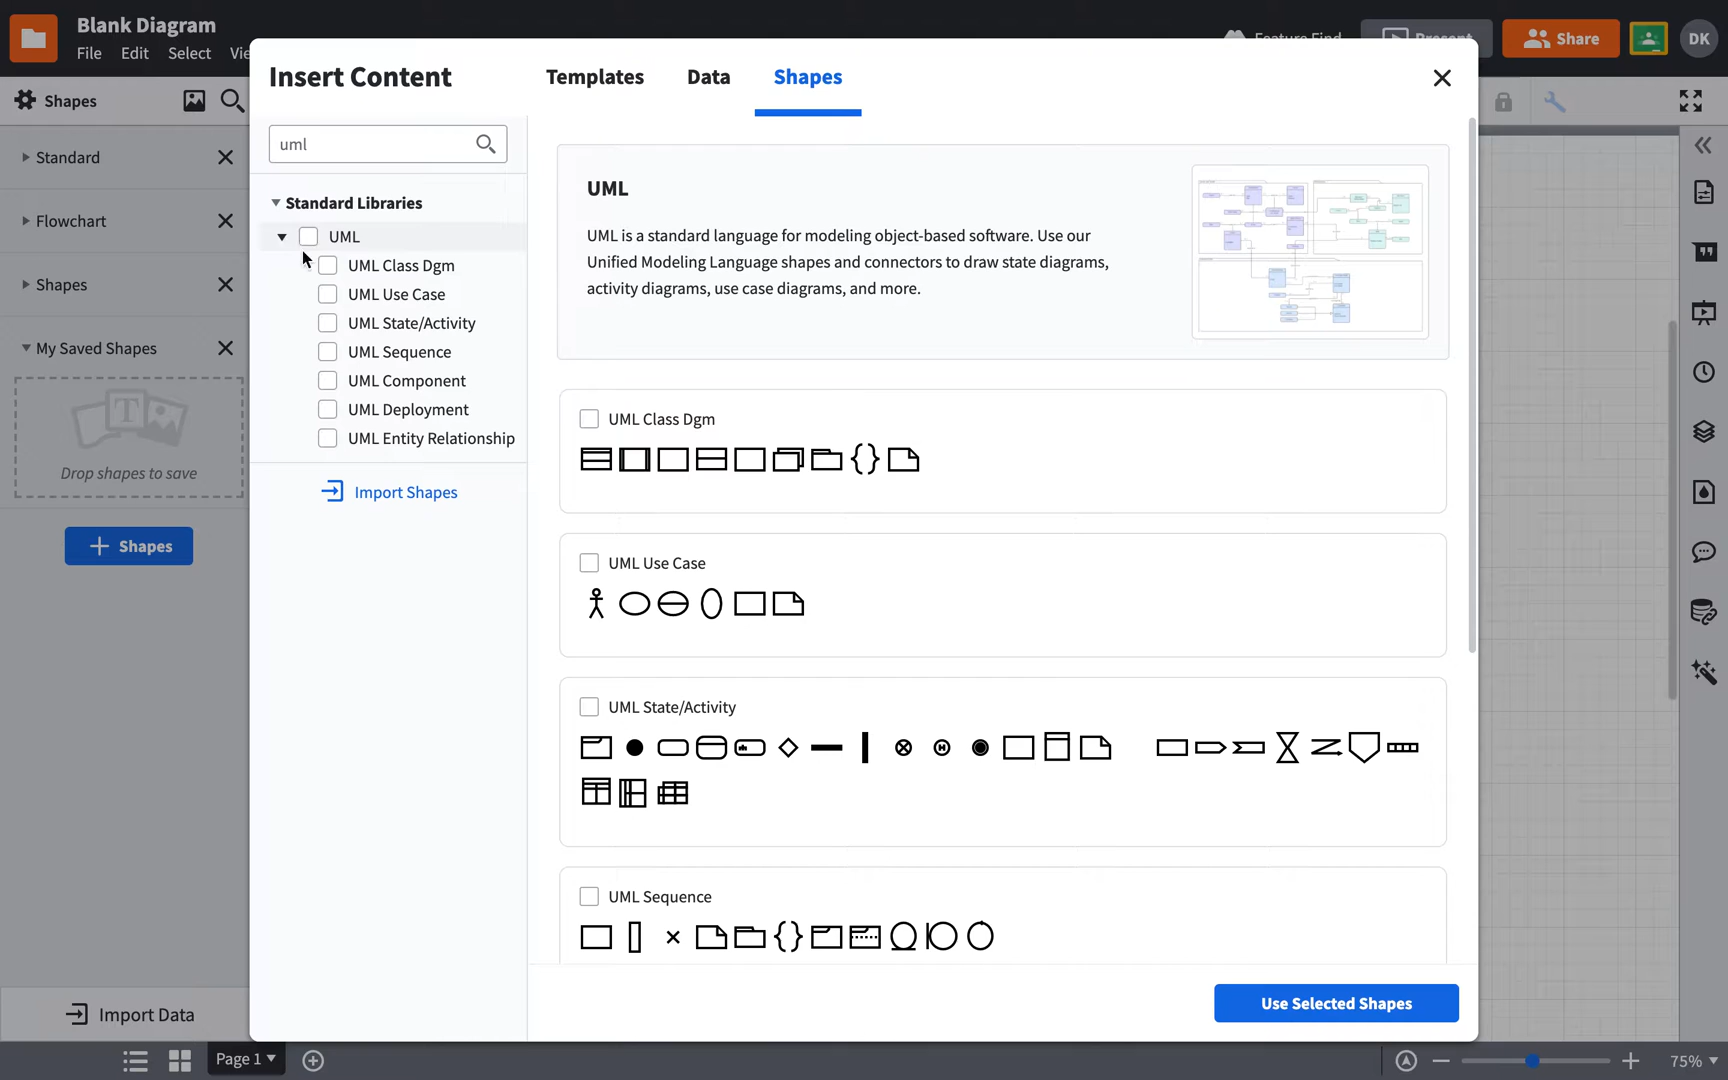 Blank Diagram
File Edit Select Vie
Feature Find
Present
Share
DK
Shapes
Standard
Flowchart
Shapes
My Saved Shapes
T
Drop shapes to save
+ Shapes
Import Data
Insert Content
Templates Data Shapes
uml
Standard Libraries
UML
UML Class Dgm
UML Use Case
UML State/Activity
UML Sequence
UML Component
UML Deployment
UML Entity Relationship
Import Shapes
UML
UML is a standard language for modeling object-based software. Use our
Unified Modeling Language shapes and connectors to draw state diagrams,
activity diagrams, use case diagrams, and more.
UML Class Dgm
UML Use Case
UML State/Activity
UML Sequence
Use Selected Shapes
Page 1
75%